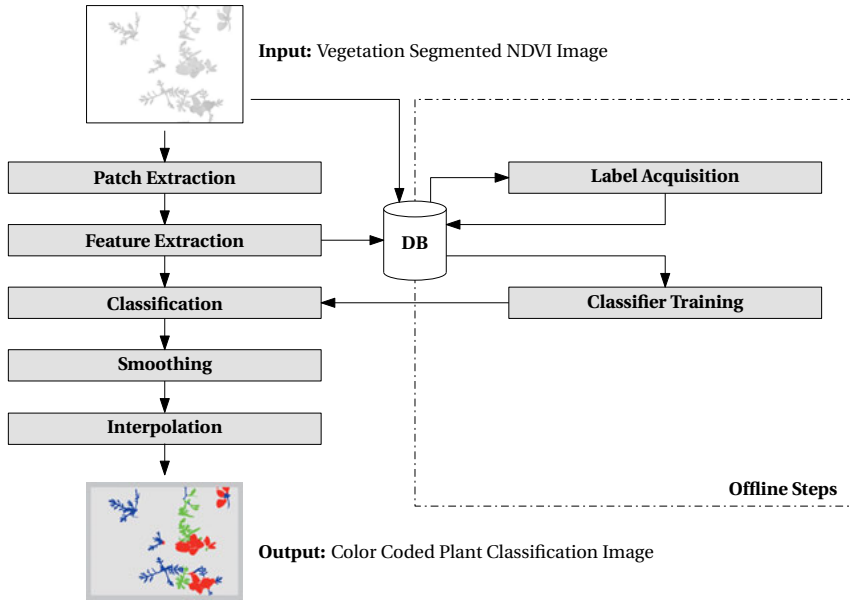 Input: Vegetation Segmented NDVI Image
Patch Extraction
Label Acquisition
Feature Extraction
DB
Classification
Classifier Training
Smoothing
Interpolation
Offline Steps
Output: Color Coded Plant Classification Image